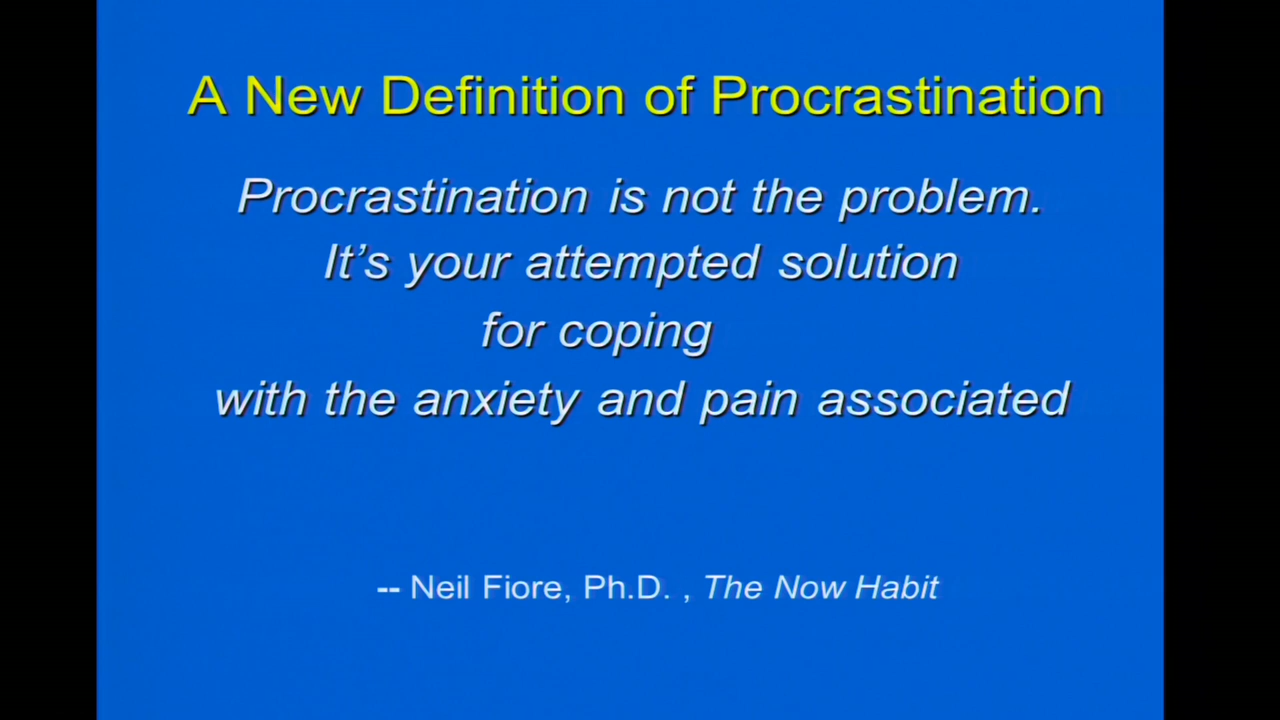 A New Definition of Procrastination
Procrastination is not the problem.
It’s your attempted solution
for coping
with the anxiety and pain associated
-- Neil Fiore, Ph.D. , The Now Habit